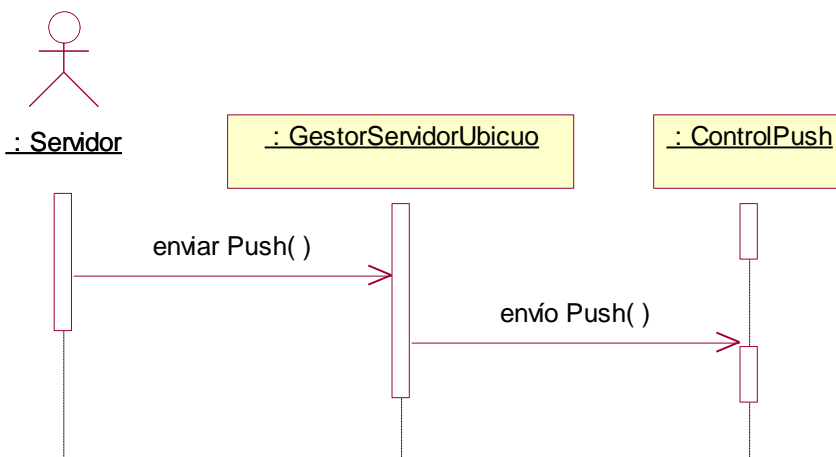 : Servidor
: GestorServidorUbicuo
: ControlPush
enviar Push( )
envío Push( )